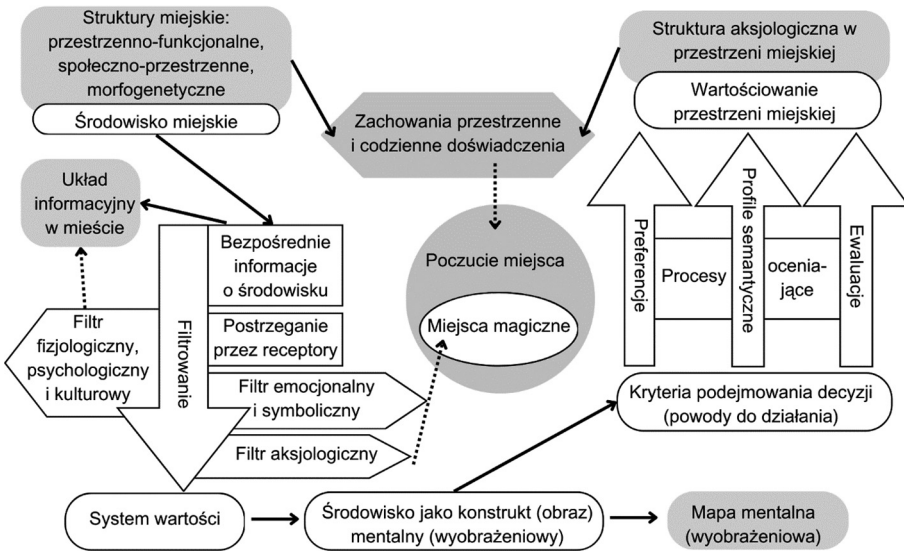 Struktury miejskie:
przestrzenno-funkcjonalne,
społeczno-przestrzenne,
morfogenetyczne
Środowisko miejskie
Struktura aksjologiczna w
przestrzeni miejskiej
Wartościowanie
przestrzeni miejskiej
Zachowania przestrzenne
i codzienne doświadczenia
Układ
informacyjny
w mieście
Bezpośrednie
informacje
o środowisku
Postrzeganie
przez receptory
Filtrowanie
Filtr
fizjologiczny,
psychologiczny
i kulturowy
Filtr emocjonalny
i symboliczny
Filtr aksjologiczny
Poczucie miejsca
Miejsca magiczne
Preferencje
Procesy
Profile semantyczne
ocenia-
jące
Ewaluacje
Kryteria podejmowania decyzji
(powody do działania)
System wartości
Środowisko jako konstrukt (obraz)
mentalny (wyobrażeniowy)
Mapa mentalna
(wyobrażeniowa)